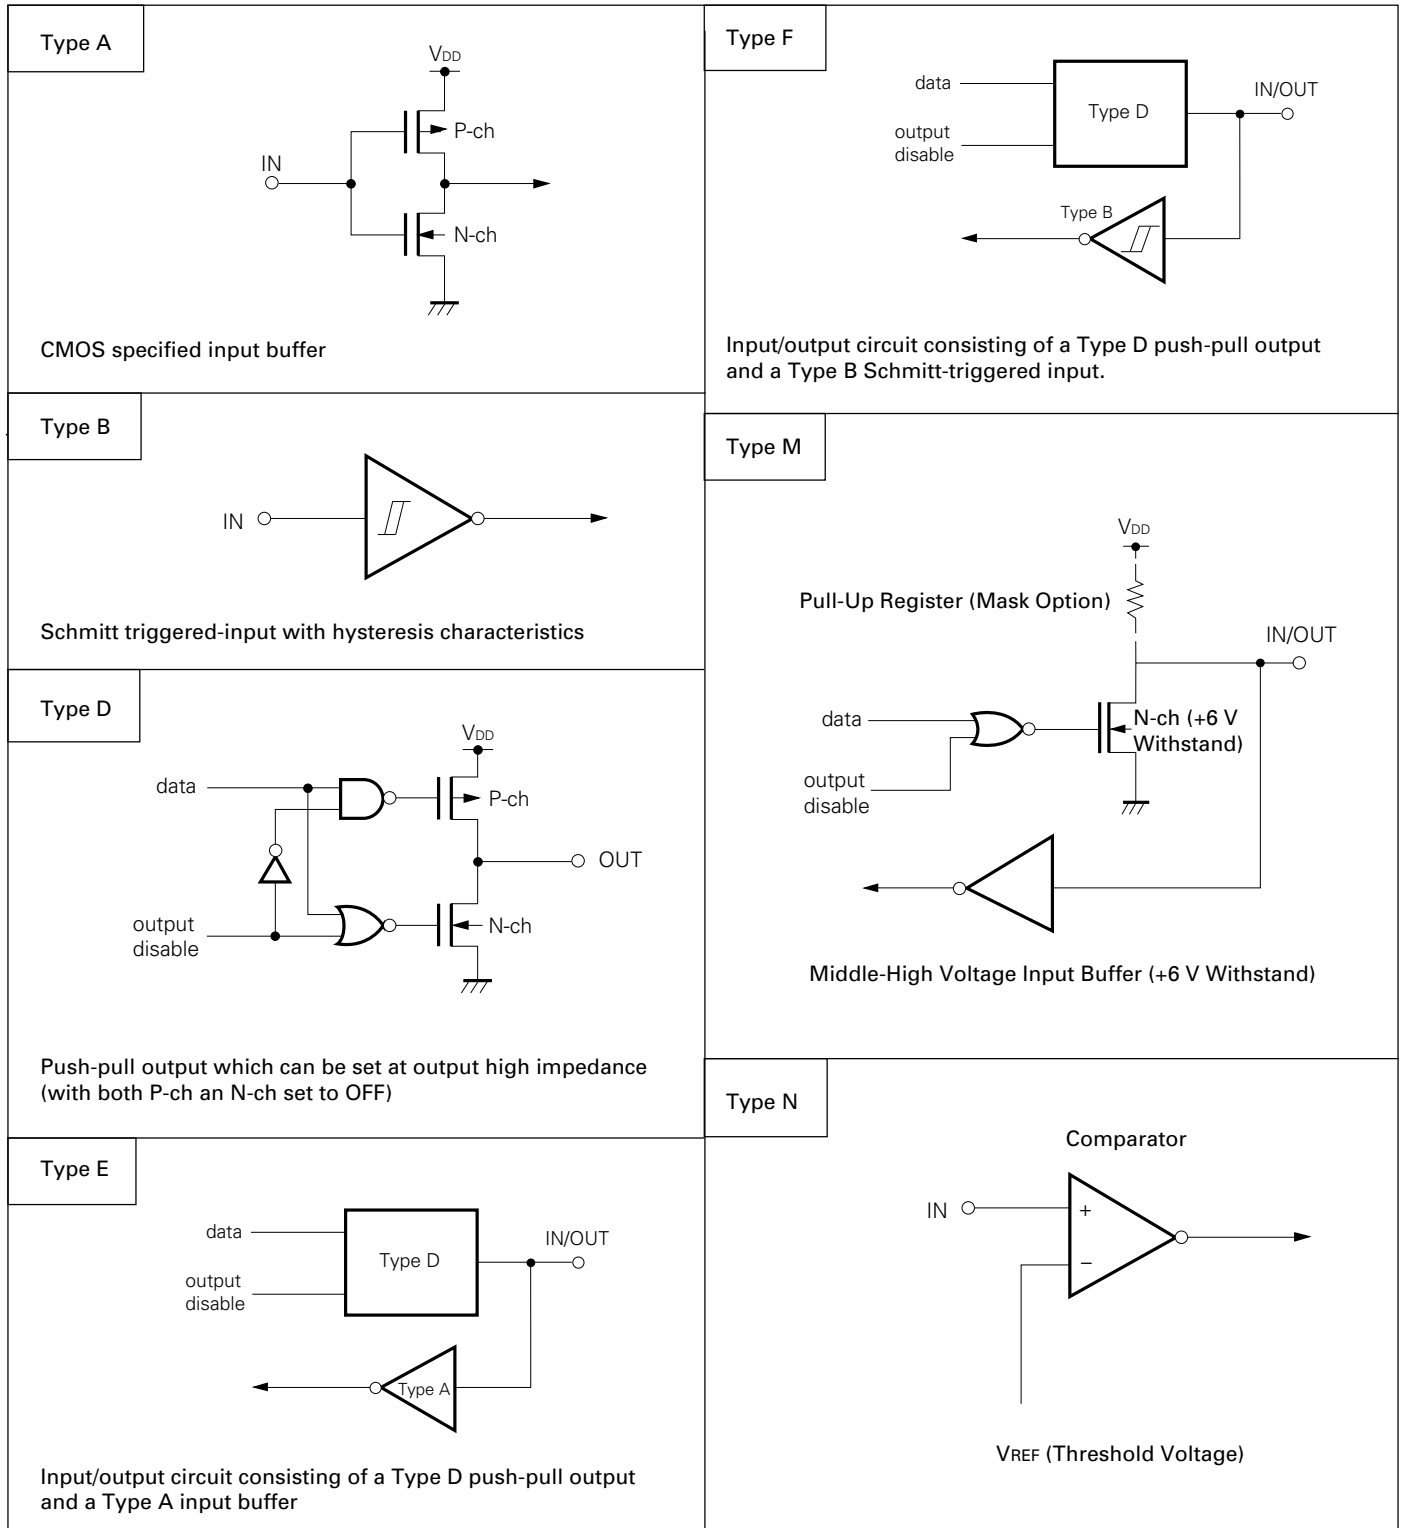 Type A
VDD
P-ch
IN
N-ch
CMOS specified input buffer
Type B
IN
Schmitt triggered-input with hysteresis characteristics
Type D
VDD
data
P-ch
OUT
output
disable
N-ch
Push-pull output which can be set at output high impedance
(with both P-ch an N-ch set to OFF)
Type E
data
IN/OUT
Type D
output
disable
Type A
Input/output circuit consisting of a Type D push-pull output
and a Type A input buffer
Type F
data
IN/OUT
Type D
output
disable
Type B
Input/output circuit consisting of a Type D push-pull output
and a Type B Schmitt-triggered input.
Type M
VDD
Pull-Up Register (Mask Option)
IN/OUT
data
N-ch (+6 V
Withstand)
output
disable
Middle-High Voltage Input Buffer (+6 V Withstand)
Type N
Comparator
IN
+
−
VREF (Threshold Voltage)